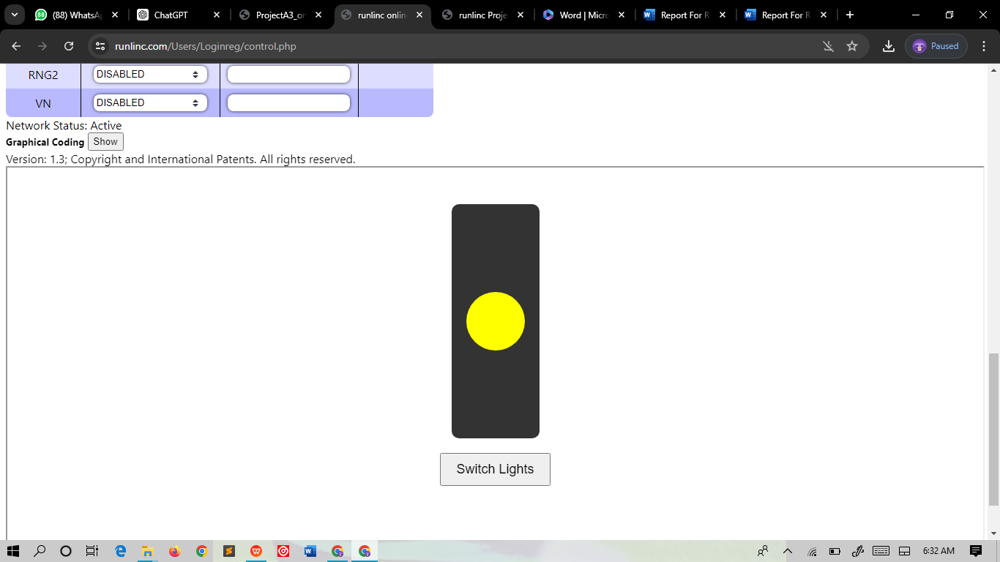 (88) WhatsAp
ChatGPT
ProjectA3_or
runlinc onlin
runlinc Proje
Word | Micro
Report For R
Report For R
runlinc.com/Users/Loginreg/control.php
Paused
RNG2 DISABLED
VN DISABLED
Network Status: Active
Graphical Coding Show
Version: 1.3; Copyright and International Patents. All rights reserved.
Switch Lights
6:32 AM